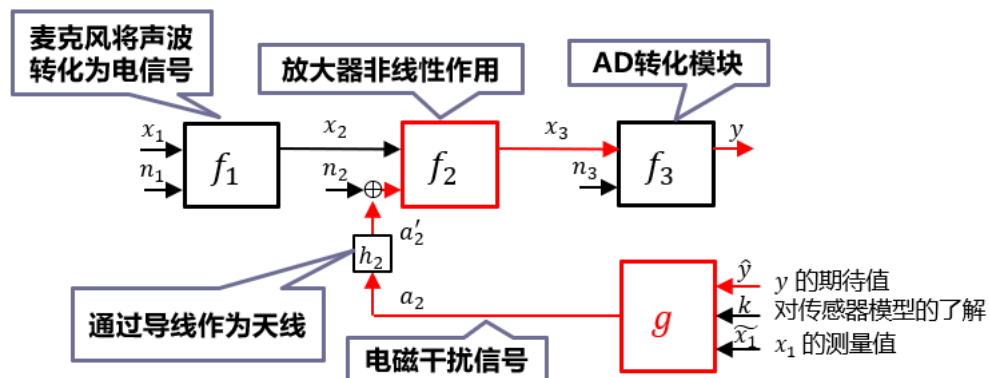 麦克风将声波
转化为电信号
放大器非线性作用
AD转化模块
x₁
n₁
f₁
x₂
n₂
⊕
f₂
x₃
n₃
f₃
y
a₂′
h₂
a₂
通过导线作为天线
电磁干扰信号
g
ŷ y 的期待值
k 对传感器模型的了解
x̃₁ x₁ 的测量值